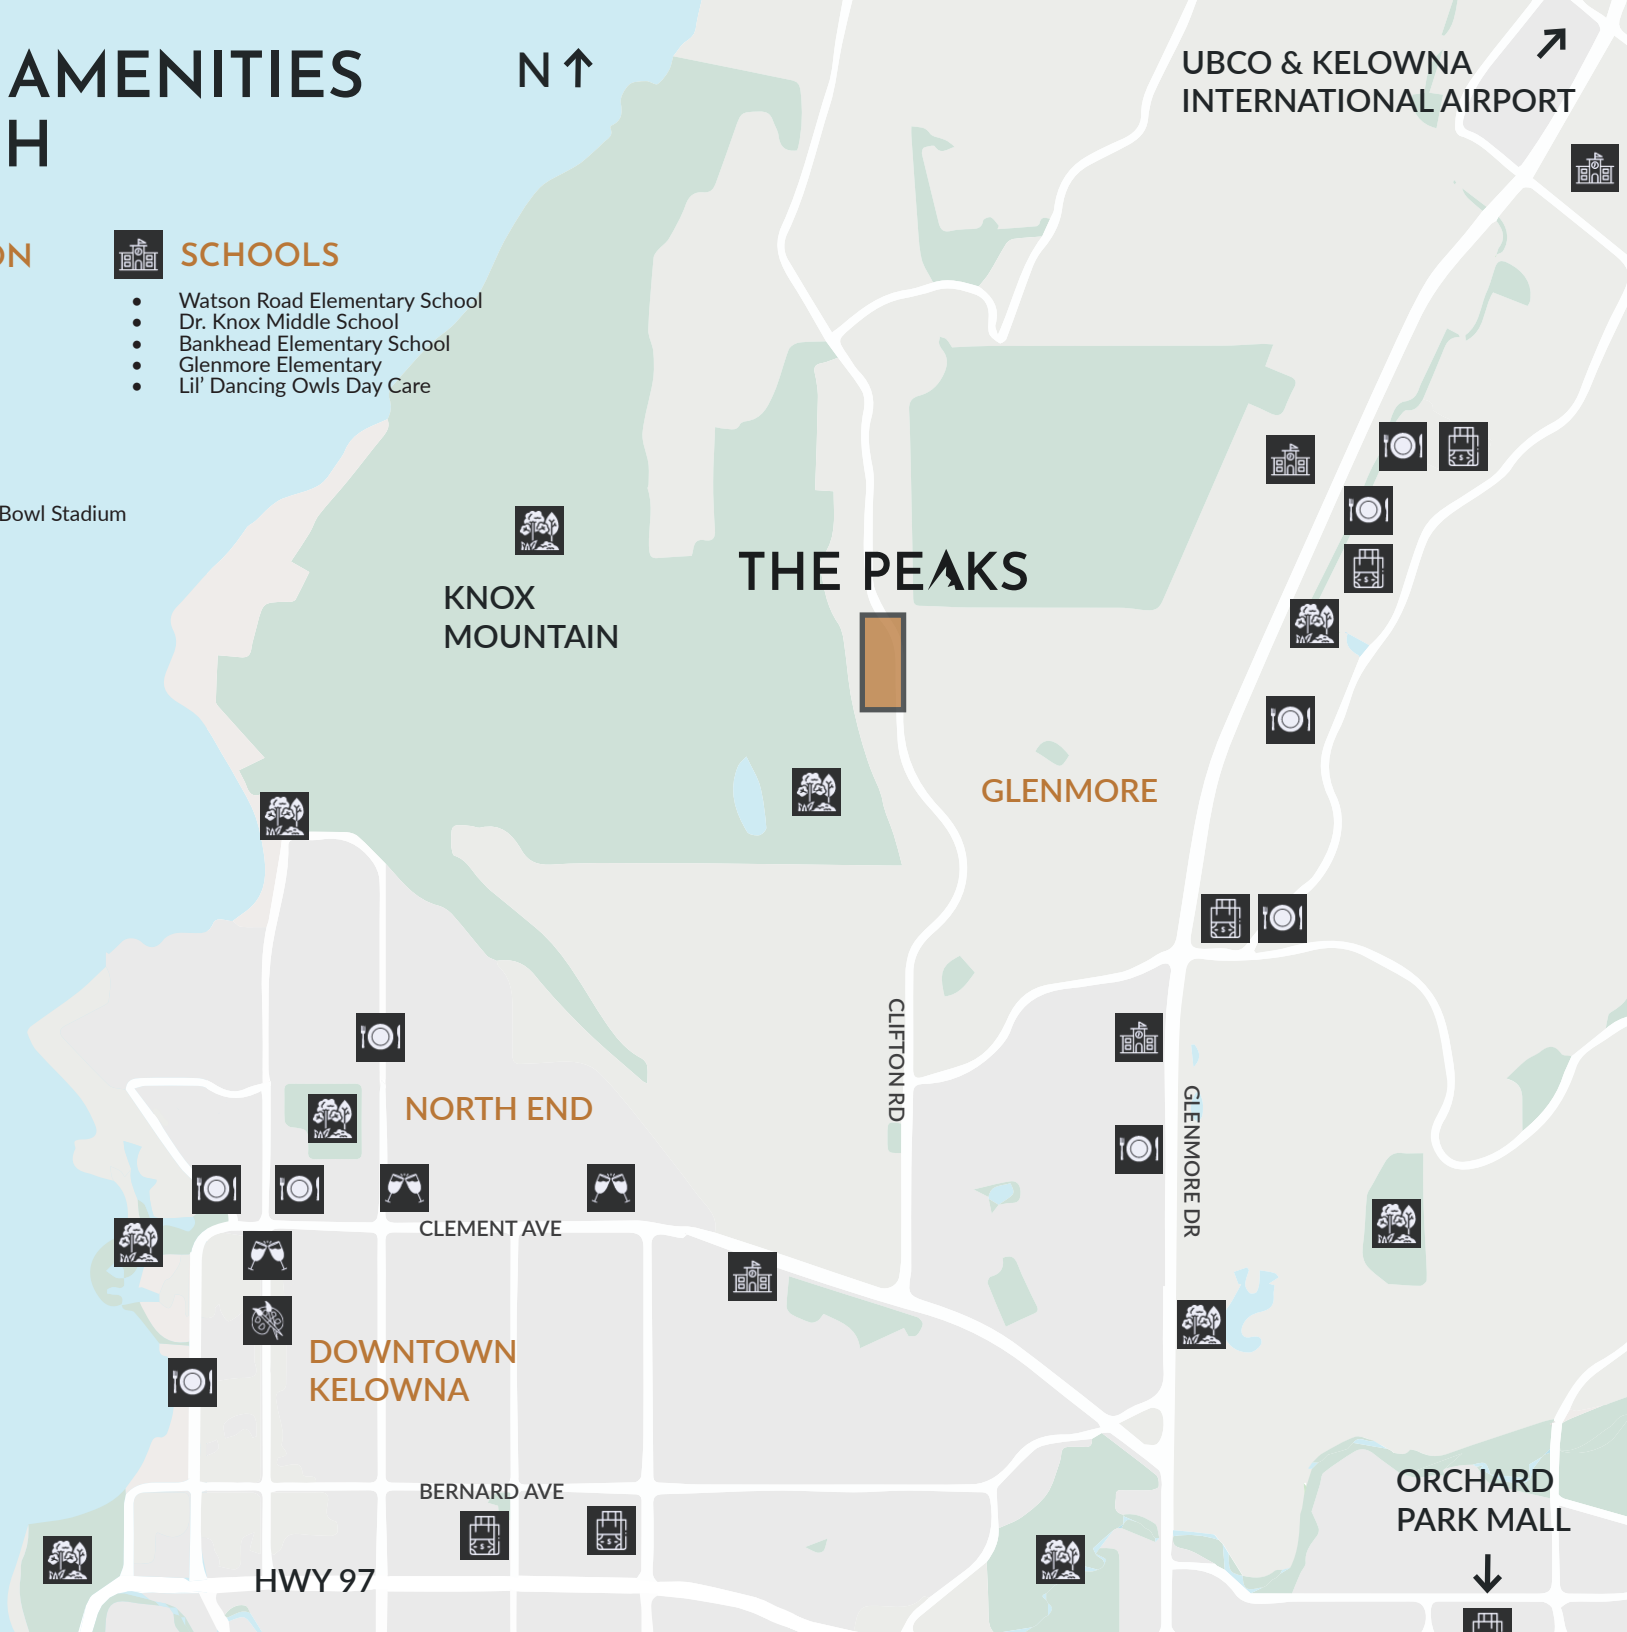 AMENITIES
H
N
UBCO & KELOWNA
INTERNATIONAL AIRPORT
ON
SCHOOLS
• Watson Road Elementary School
• Dr. Knox Middle School
• Bankhead Elementary School
• Glenmore Elementary
• Lil’ Dancing Owls Day Care
Bowl Stadium
THE PEAKS
KNOX
MOUNTAIN
GLENMORE
CLIFTON RD
NORTH END
GLENMORE DR
CLEMENT AVE
DOWNTOWN
KELOWNA
BERNARD AVE
ORCHARD
PARK MALL
HWY 97